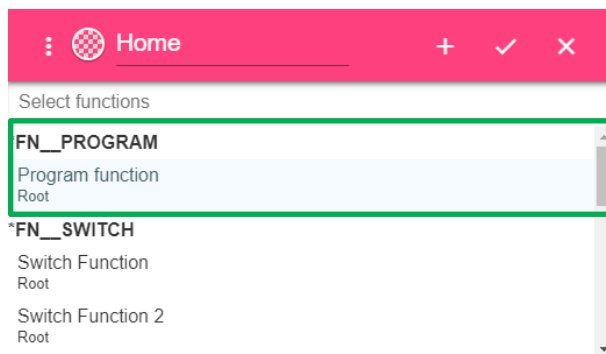 Home
Select functions
*FN__PROGRAM
Program function
Root
*FN__SWITCH
Switch Function
Root
Switch Function 2
Root